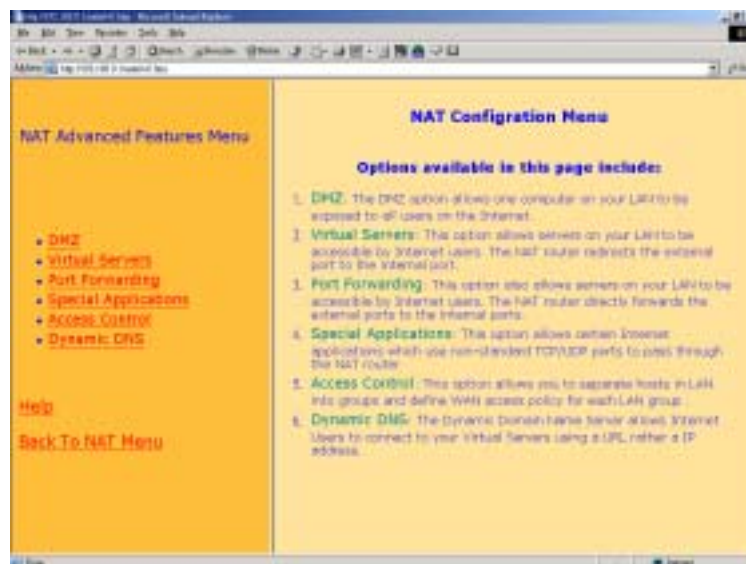 Back
Search
Address
NAT Advanced Features Menu
DMZ
Virtual Servers
Port Forwarding
Special Applications
Access Control
Dynamic DNS
Help
Back To NAT Menu
NAT Configration Menu
Options available in this page include:
1. DMZ: The DMZ option allows one computer on your LAN to be
exposed to all users on the Internet.
2. Virtual Servers: This option allows servers on your LAN to be
accessible by Internet users. The NAT router redirects the external
port to the internal port.
3. Port Forwarding: This option also allows servers on your LAN to be
accessible by Internet users. The NAT router directly forwards the
external ports to the internal ports.
4. Special Applications: This option allows certain Internet
applications which use non-standard TCP/UDP ports to pass through
the NAT router.
5. Access Control: This option allows you to separate hosts in LAN
into groups and define WAN access policy for each LAN group.
6. Dynamic DNS: The Dynamic Domain Name Server allows Internet
Users to connect to your Virtual Servers using a URL rather a IP
address.